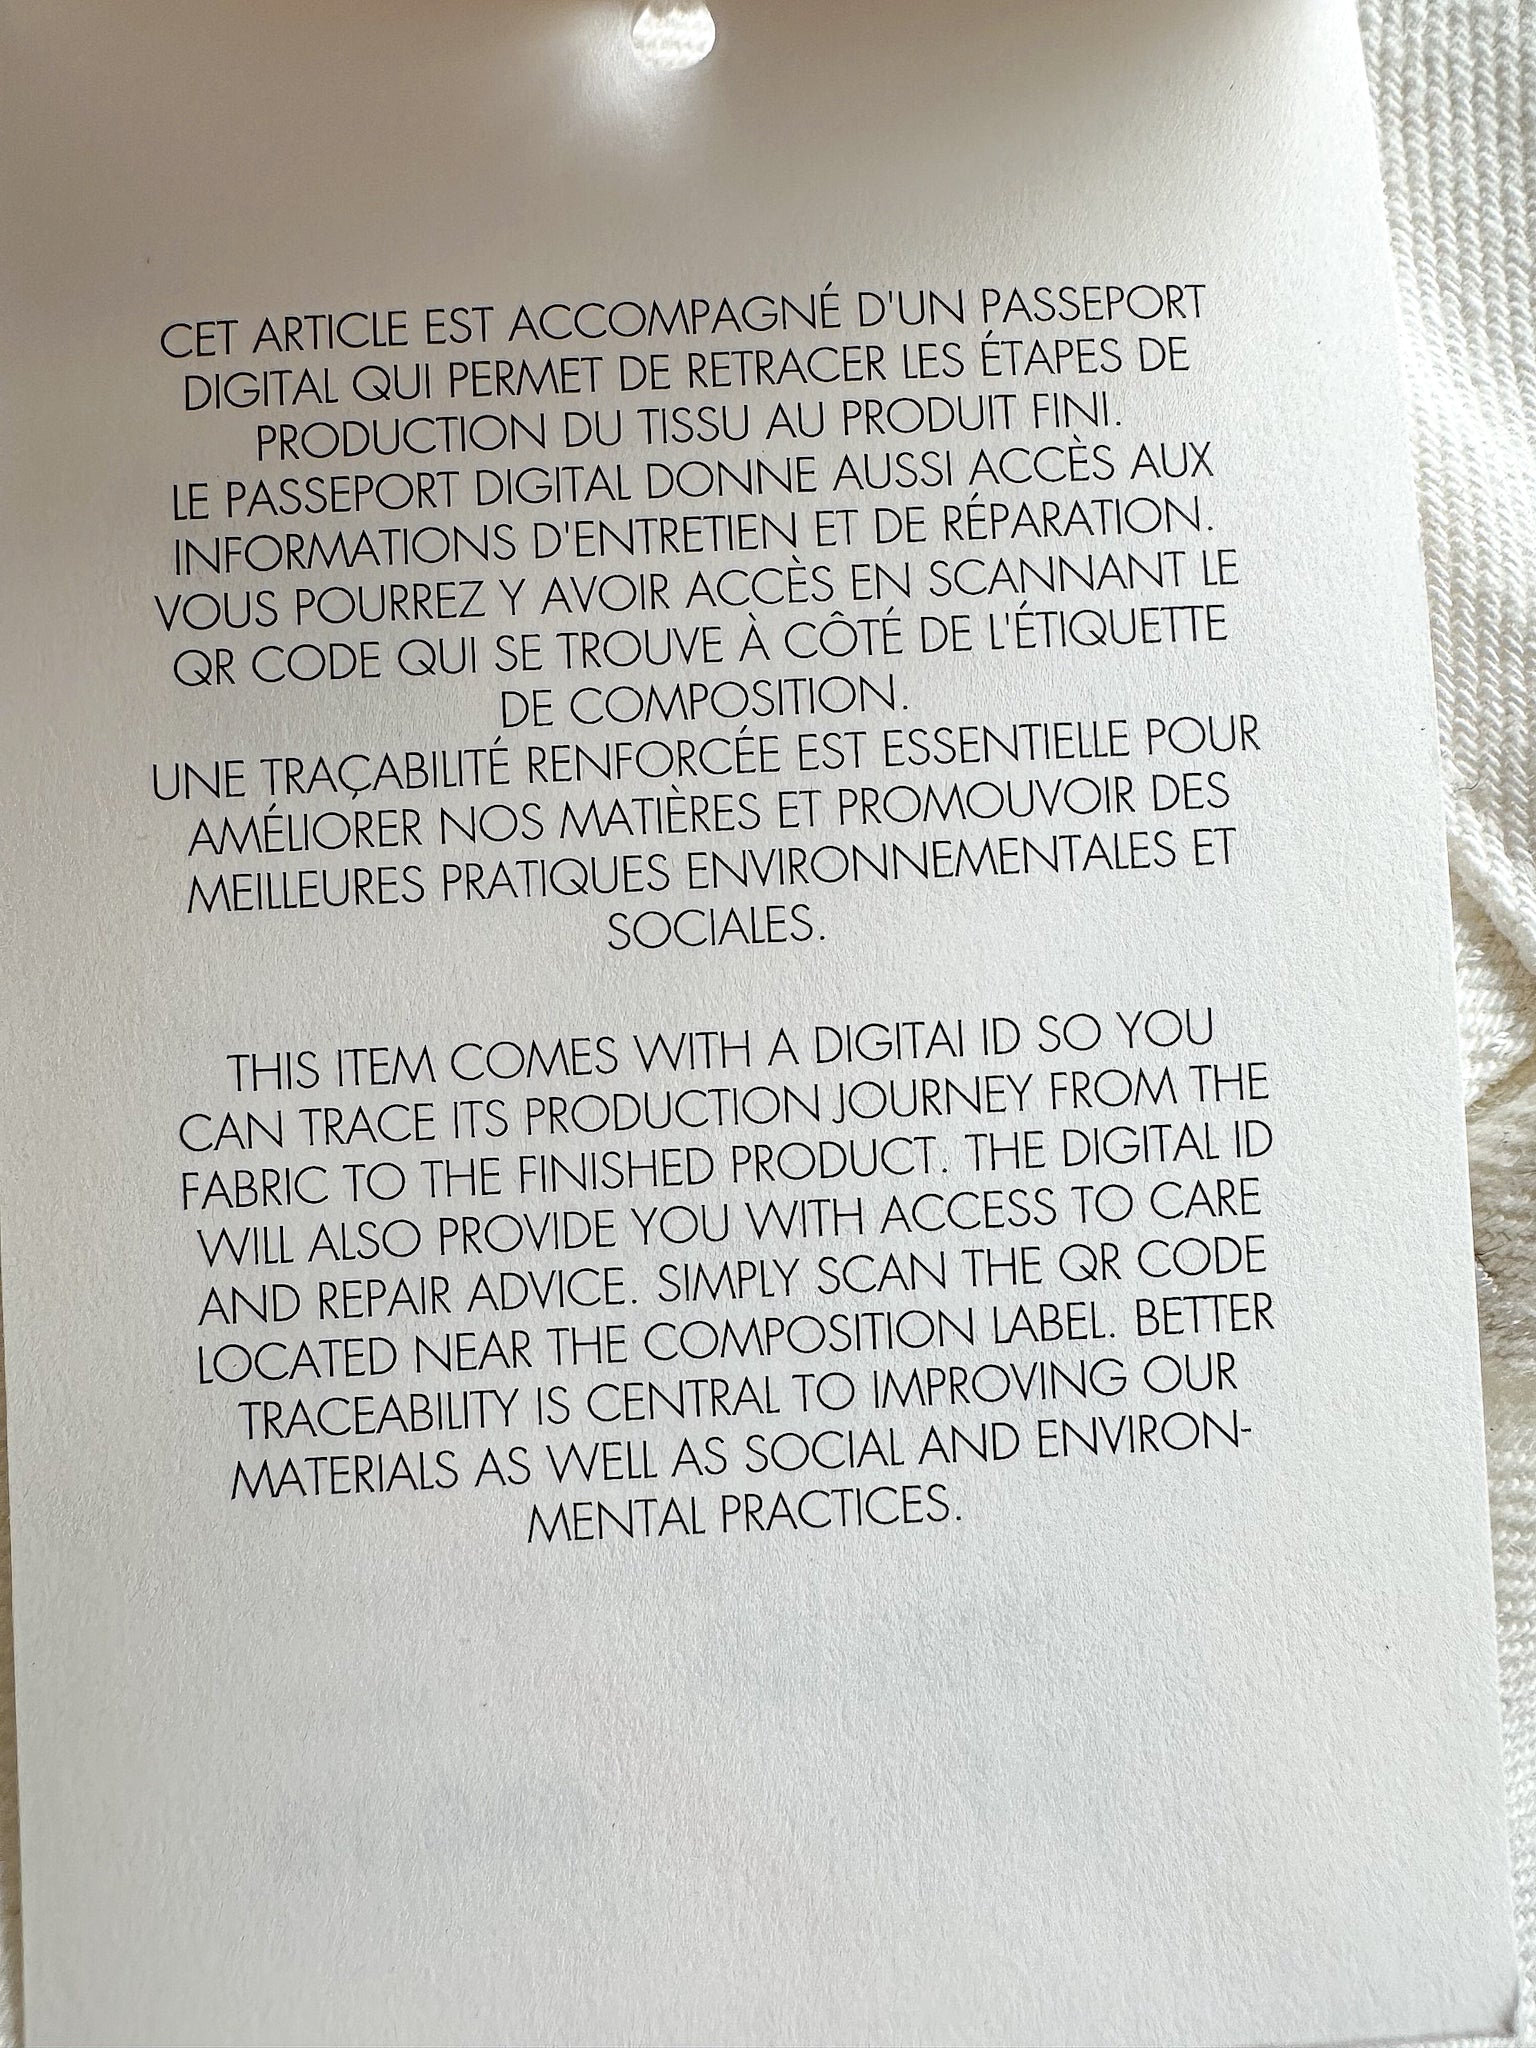 CET ARTICLE EST ACCOMPAGNÉ D'UN PASSEPORT
DIGITAL QUI PERMET DE RETRACER LES ÉTAPES DE
PRODUCTION DU TISSU AU PRODUIT FINI.
LE PASSEPORT DIGITAL DONNE AUSSI ACCÈS AUX
INFORMATIONS D'ENTRETIEN ET DE RÉPARATION.
VOUS POURREZ Y AVOIR ACCÈS EN SCANNANT LE
QR CODE QUI SE TROUVE À CÔTÉ DE L'ÉTIQUETTE
DE COMPOSITION.
UNE TRAÇABILITÉ RENFORCÉE EST ESSENTIELLE POUR
AMÉLIORER NOS MATIÈRES ET PROMOUVOIR DES
MEILLEURES PRATIQUES ENVIRONNEMENTALES ET
SOCIALES.
THIS ITEM COMES WITH A DIGITAI ID SO YOU
CAN TRACE ITS PRODUCTION JOURNEY FROM THE
FABRIC TO THE FINISHED PRODUCT. THE DIGITAL ID
WILL ALSO PROVIDE YOU WITH ACCESS TO CARE
AND REPAIR ADVICE. SIMPLY SCAN THE QR CODE
LOCATED NEAR THE COMPOSITION LABEL. BETTER
TRACEABILITY IS CENTRAL TO IMPROVING OUR
MATERIALS AS WELL AS SOCIAL AND ENVIRON-
MENTAL PRACTICES.